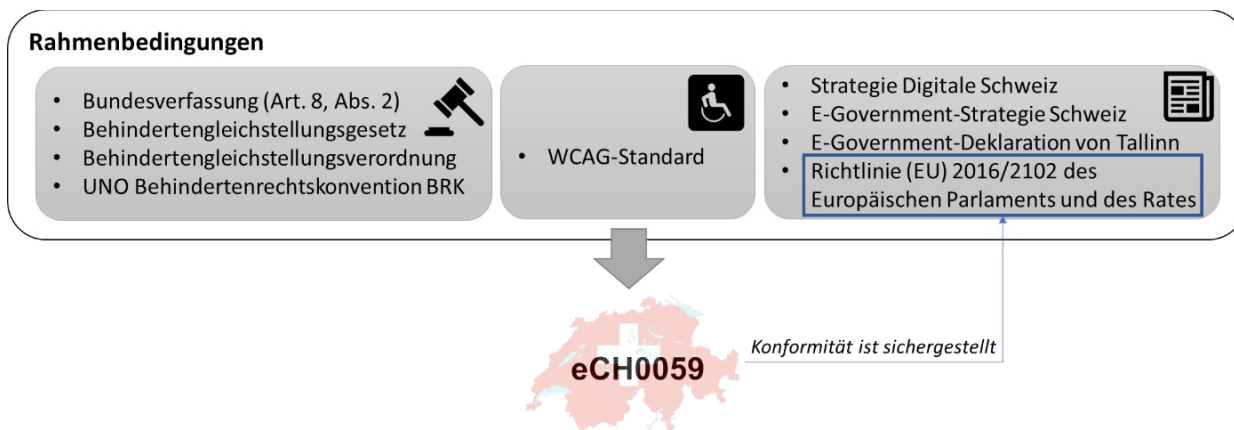 Rahmenbedingungen
• Bundesverfassung (Art. 8, Abs. 2)
• Behindertengleichstellungsgesetz
• Behindertengleichstellungsverordnung
• UNO Behindertenrechtskonvention BRK
• WCAG-Standard
• Strategie Digitale Schweiz
• E-Government-Strategie Schweiz
• E-Government-Deklaration von Tallinn
• Richtlinie (EU) 2016/2102 des
Europäischen Parlaments und des Rates
Konformität ist sichergestellt
eCH0059